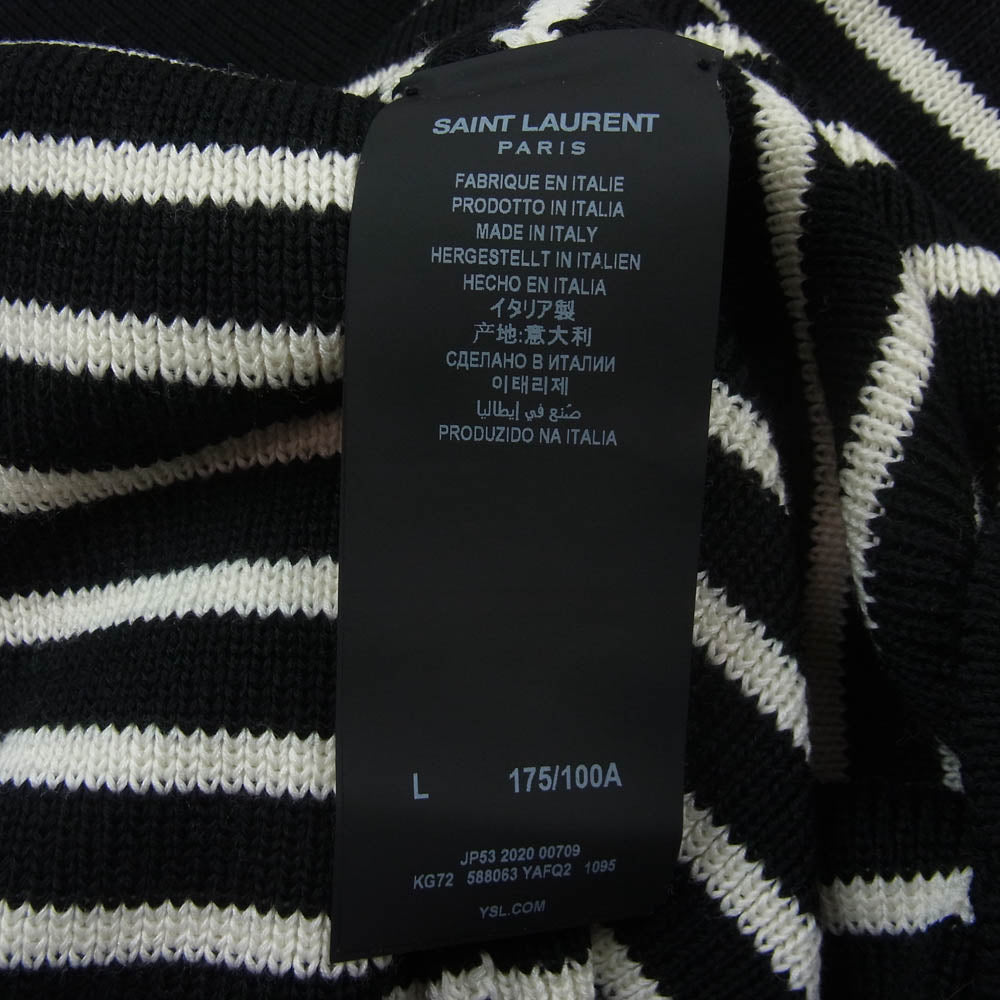 SAINT LAURENT
PARIS
FABRIQUE EN ITALIE
PRODOTTO IN ITALIA
MADE IN ITALY
HERGESTELLT IN ITALIEN
HECHO EN ITALIA
イタリア製
产地:意大利
СДЕЛАНО В ИТАЛИИ
이태리제
صُنع في إيطاليا
PRODUZIDO NA ITALIA
L 175/100A
JP53 2020 00709
KG72 588063 YAFQ2 1095
YSL.COM